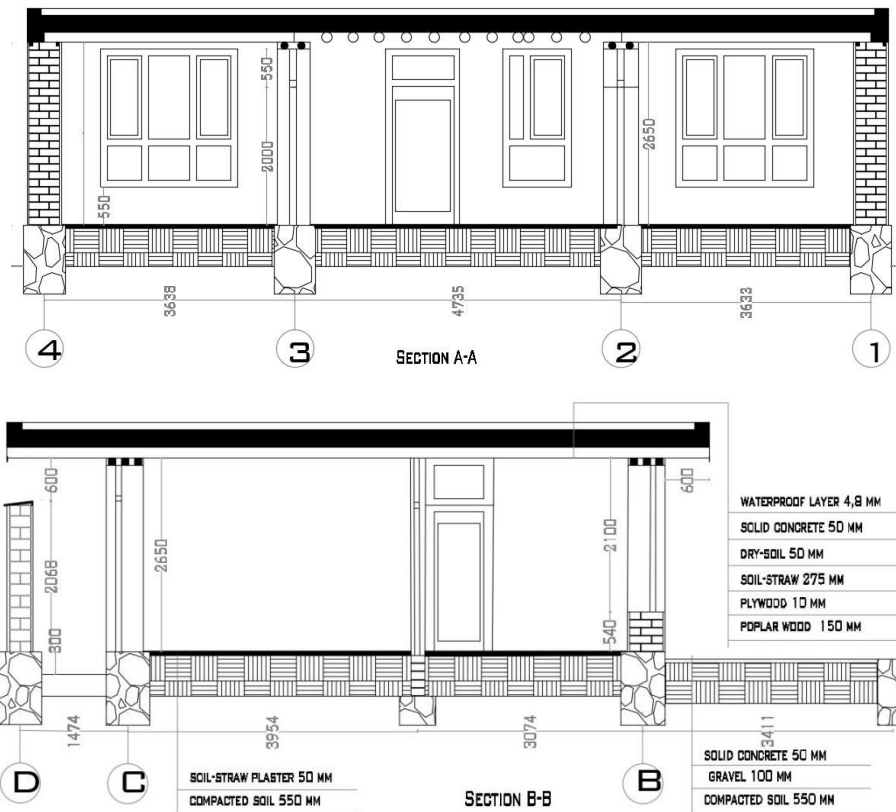 550
550
2000
2650
3638
4735
3633
4
3
2
1
SECTION A-A
600
2068
300
2650
2100
540
600
WATERPROOF LAYER 4,8 MM
SOLID CONCRETE 50 MM
DRY-SOIL 50 MM
SOIL-STRAW 275 MM
PLYWOOD 10 MM
POPLAR WOOD 150 MM
1474
3954
3074
3411
D
C
B
SOIL-STRAW PLASTER 50 MM
COMPACTED SOIL 550 MM
SECTION B-B
SOLID CONCRETE 50 MM
GRAVEL 100 MM
COMPACTED SOIL 550 MM